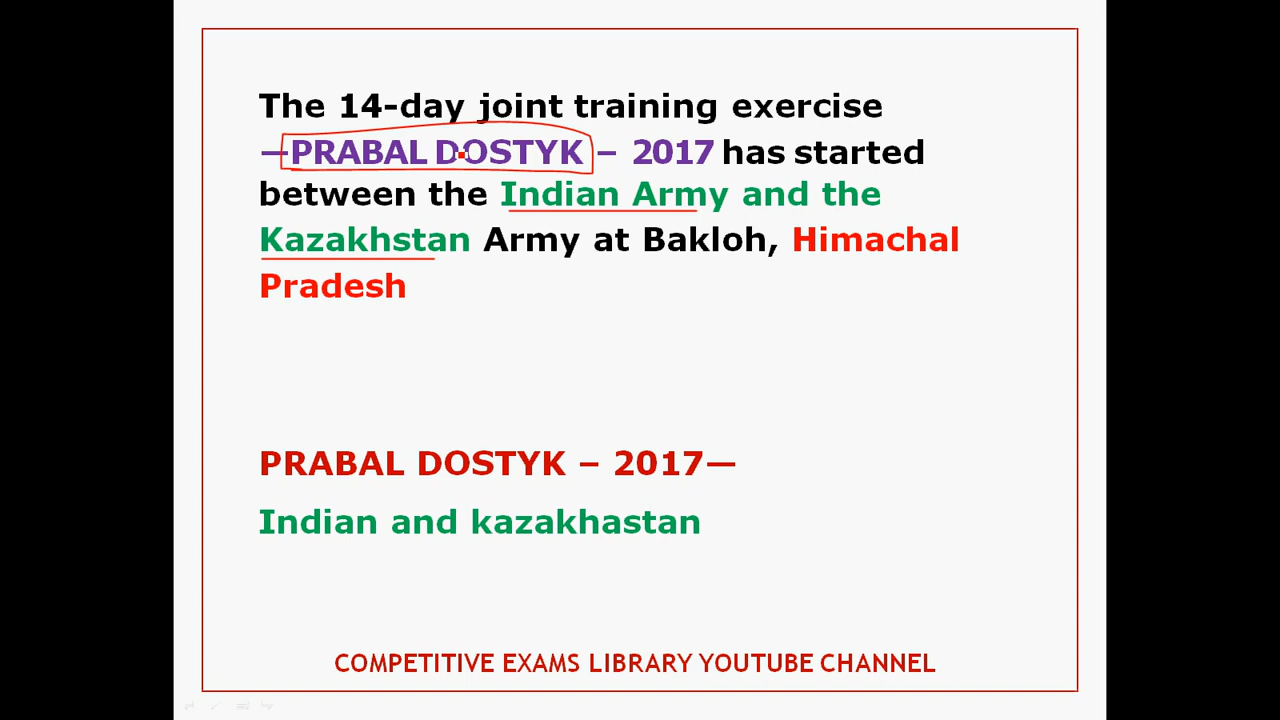 The 14-day joint training exercise
—PRABAL DOSTYK – 2017 has started
between the Indian Army and the
Kazakhstan Army at Bakloh, Himachal
Pradesh
PRABAL DOSTYK – 2017—
Indian and kazakhastan
COMPETITIVE EXAMS LIBRARY YOUTUBE CHANNEL